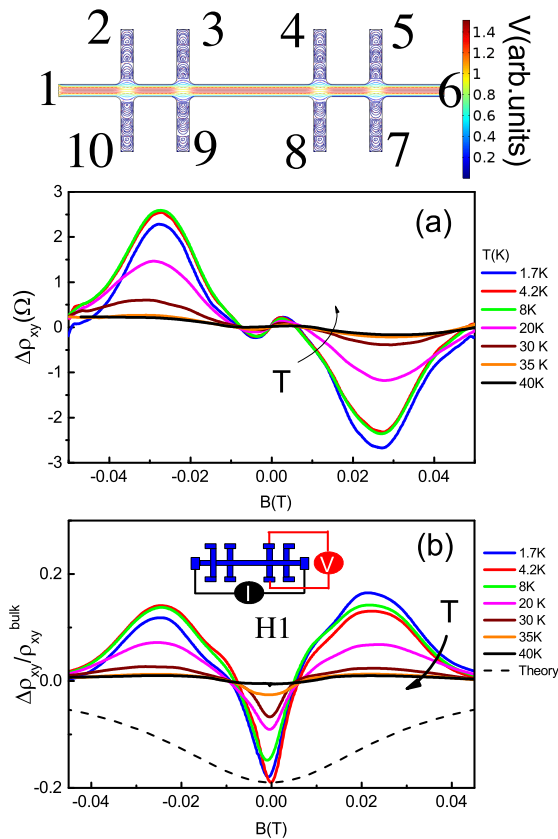 2 3 4 5
1 6
10 9 8 7
1.4
1.2
1.0
0.8
0.6
0.4
0.2
V(arb.units)
(a)
3
2
1
0
-1
-2
-3
Δρxy(Ω)
T
-0.04 -0.02 0.00 0.02 0.04
B(T)
T(K)
1.7K
4.2K
8K
20K
30 K
35 K
40K
(b)
V
I
H1
T
0.2
0.0
-0.2
Δρxy/ρxy^bulk
-0.04 -0.02 0.00 0.02 0.04
B(T)
1.7K
4.2K
8K
20 K
30 K
35K
40K
Theory